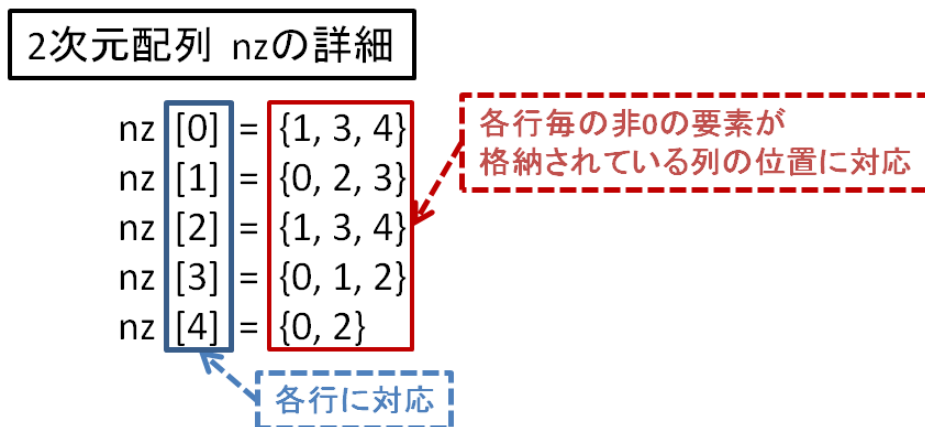 2次元配列 nzの詳細
nz [0] = {1, 3, 4}
nz [1] = {0, 2, 3}
nz [2] = {1, 3, 4}
nz [3] = {0, 1, 2}
nz [4] = {0, 2}
各行毎の非0の要素が
格納されている列の位置に対応
各行に対応